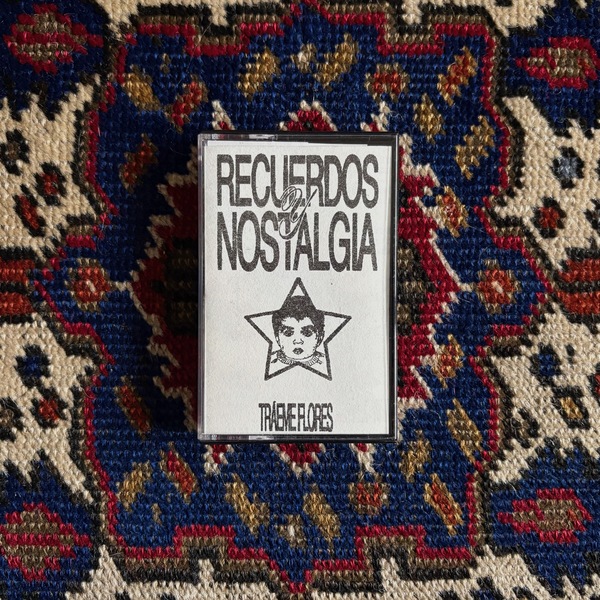 RECUERDOS
Y
NOSTALGIA
TRÁEME FLORES